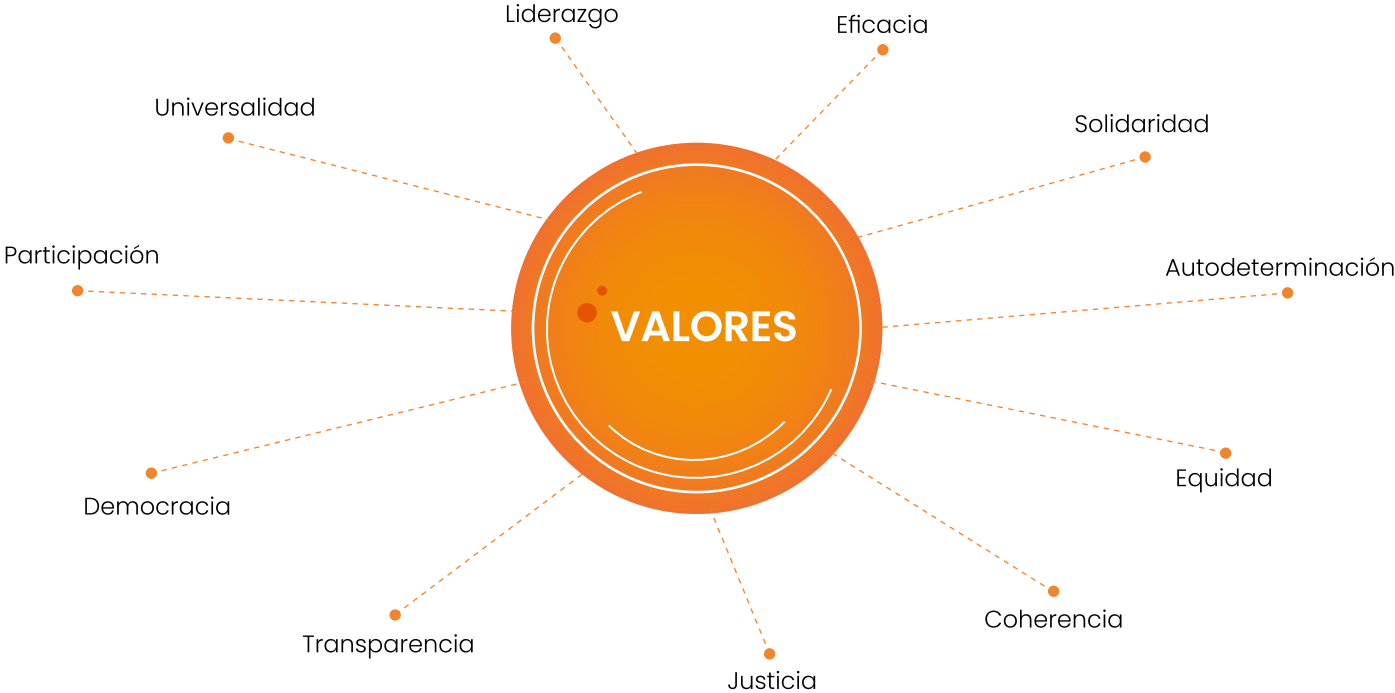 Liderazgo
Eficacia
Universalidad
Solidaridad
Participación
Autodeterminación
VALORES
Equidad
Democracia
Coherencia
Transparencia
Justicia